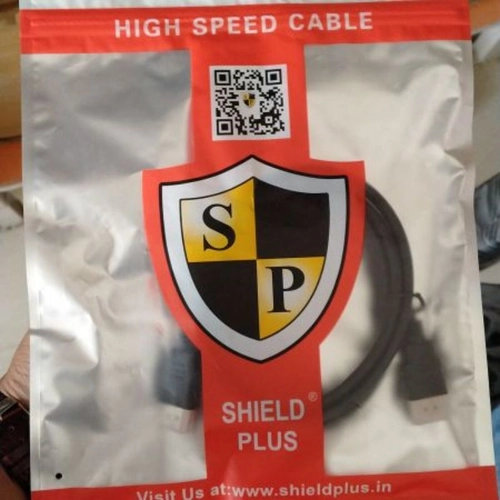 HIGH SPEED CABLE
S
P
SHIELD®
PLUS
Visit Us at:www.shieldplus.in